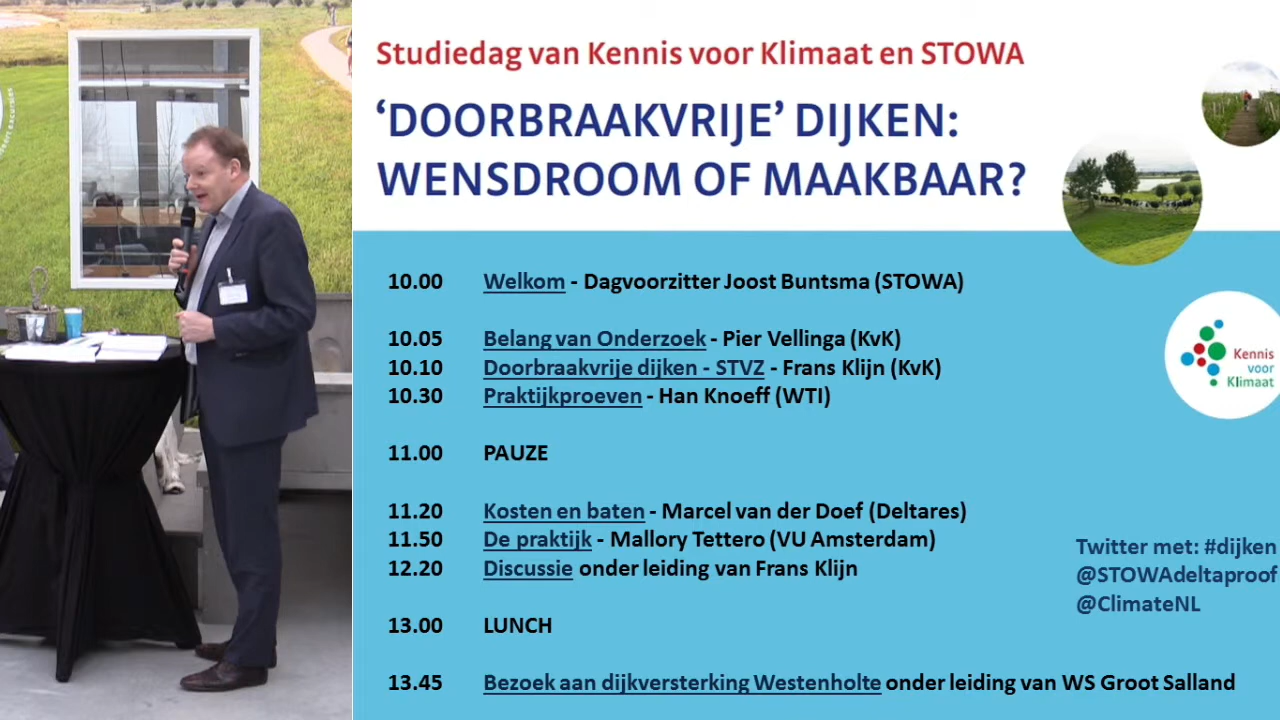 Studiedag van Kennis voor Klimaat en STOWA
‘DOORBRAAKVRIJE’ DIJKEN:
WENSDROOM OF MAAKBAAR?
10.00 Welkom - Dagvoorzitter Joost Buntsma (STOWA)
10.05 Belang van Onderzoek - Pier Vellinga (KvK)
10.10 Doorbraakvrije dijken - STVZ - Frans Klijn (KvK)
10.30 Praktijkproeven - Han Knoeff (WTI)
11.00 PAUZE
11.20 Kosten en baten - Marcel van der Doef (Deltares)
11.50 De praktijk - Mallory Tettero (VU Amsterdam)
12.20 Discussie onder leiding van Frans Klijn
13.00 LUNCH
13.45 Bezoek aan dijkversterking Westenholte onder leiding van WS Groot Salland
Kennis
voor
Klimaat
Twitter met: #dijken
@STOWAdeltaproof
@ClimateNL